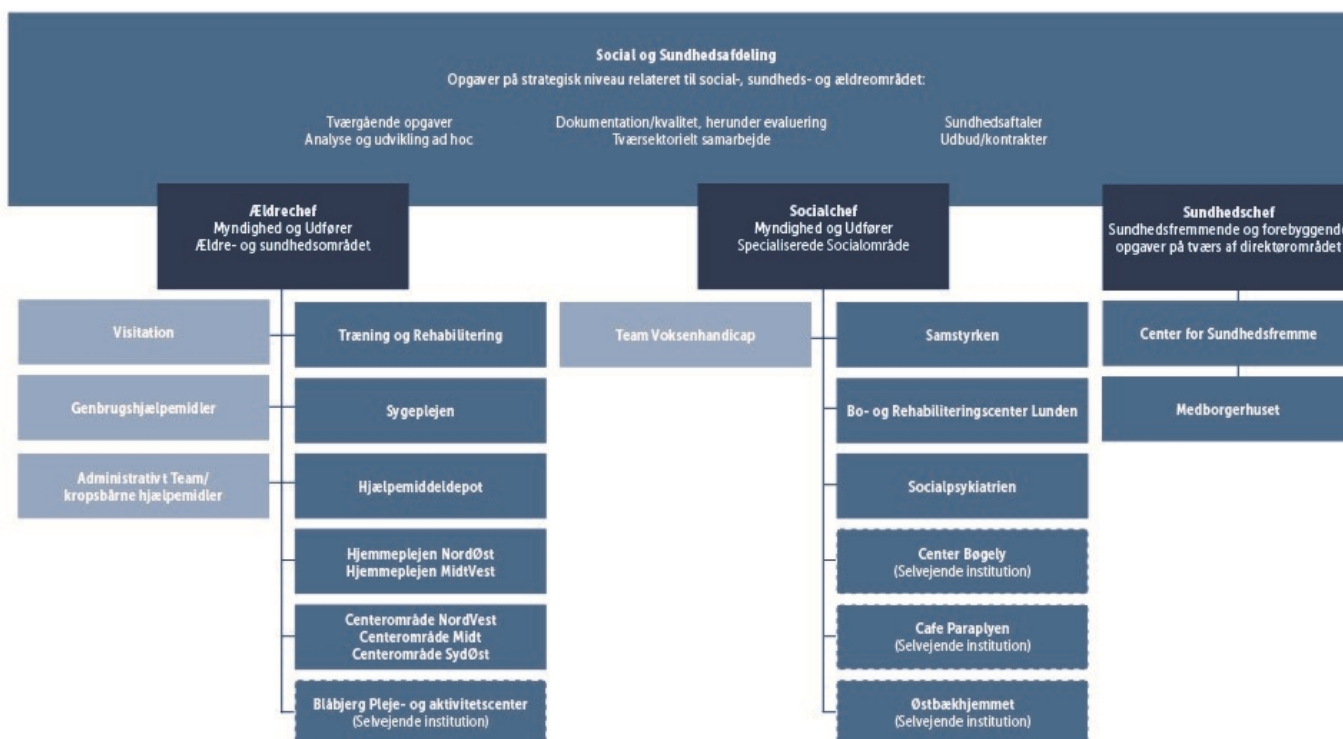 Social og Sundhedsafdeling
Opgaver på strategisk niveau relateret til social-, sundheds- og ældreområdet:
Tværgående opgaver
Analyse og udvikling ad hoc
Dokumentation/kvalitet, herunder evaluering
Tværsektorielt samarbejde
Sundhedsaftaler
Udbud/kontrakter
Ældrechef
Myndighed og Udfører
Ældre- og sundhedsområdet
Visitation
Genbrugshjælpemidler
Administrativt Team/
kropsbårne hjælpemidler
Træning og Rehabilitering
Sygeplejen
Hjælpemiddeldepot
Hjemmeplejen NordØst
Hjemmeplejen MidtVest
Centerområde NordVest
Centerområde Midt
Centerområde SydØst
Blåbjerg Pleje- og aktivitetscenter
(Selvejende institution)
Socialchef
Myndighed og Udfører
Specialiserede Socialområde
Team Voksenhandicap
Samstyrken
Bo- og Rehabiliteringscenter Lunden
Socialpsykiatrien
Center Bøgely
(Selvejende institution)
Cafe Paraplyen
(Selvejende institution)
Østbækhjemmet
(Selvejende institution)
Sundhedschef
Sundhedsfremmende og forebyggende
opgaver på tværs af direktørområdet
Center for Sundhedsfremme
Medborgerhuset